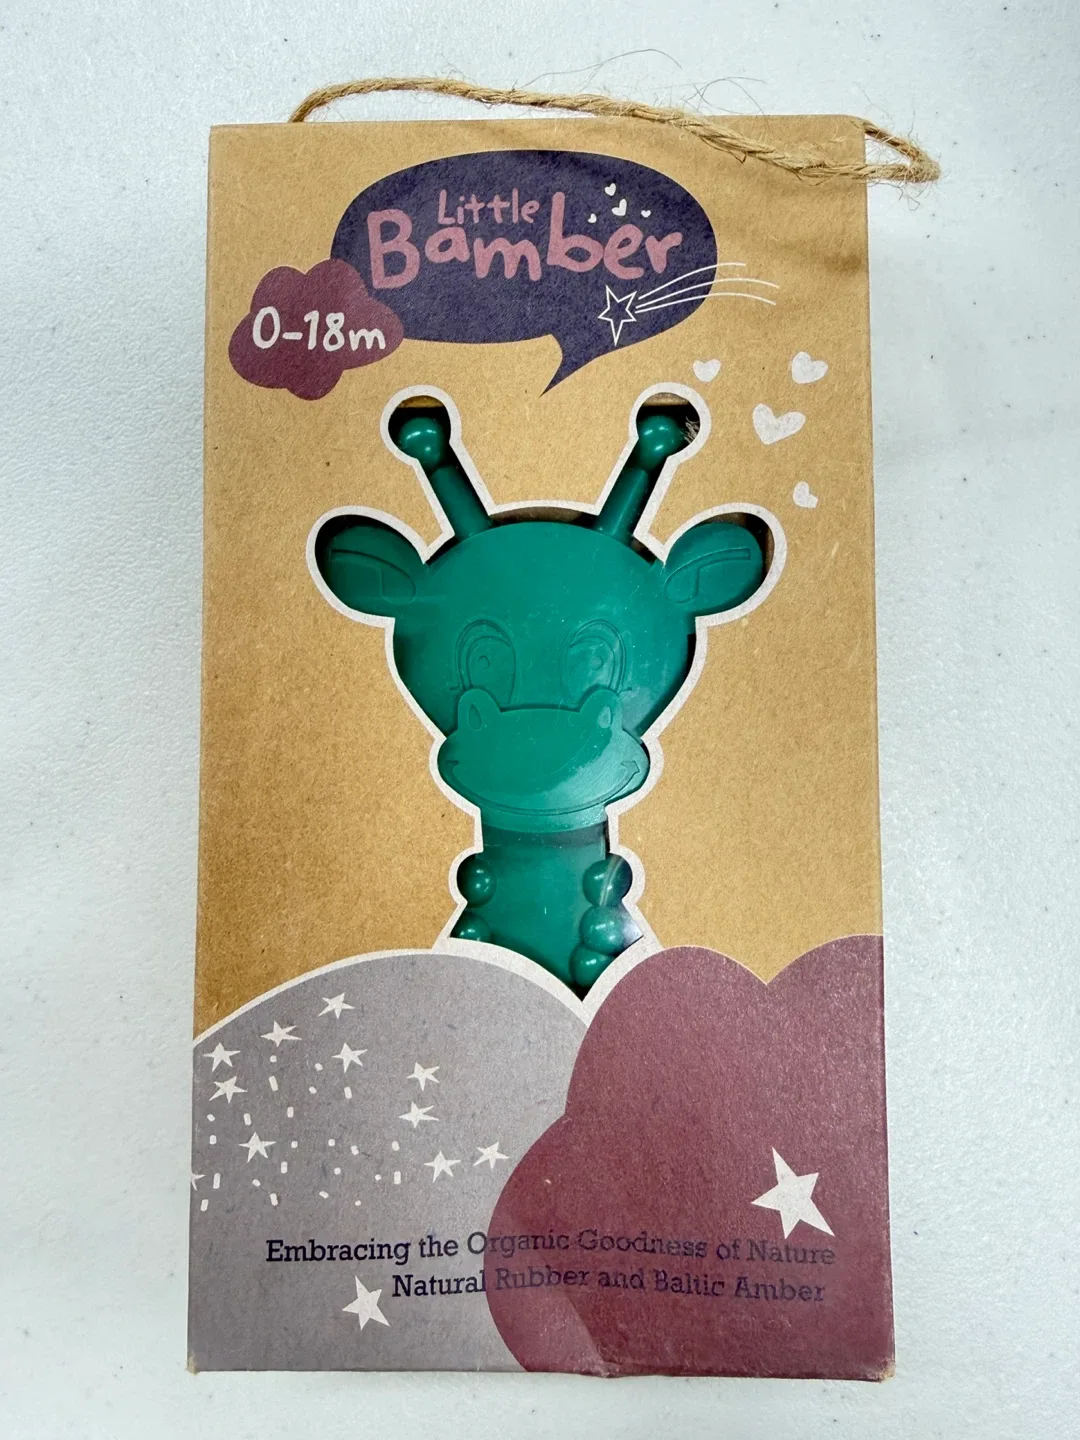 Little
Bamber
0-18m
Embracing the Organic Goodness of Nature
Natural Rubber and Baltic Amber